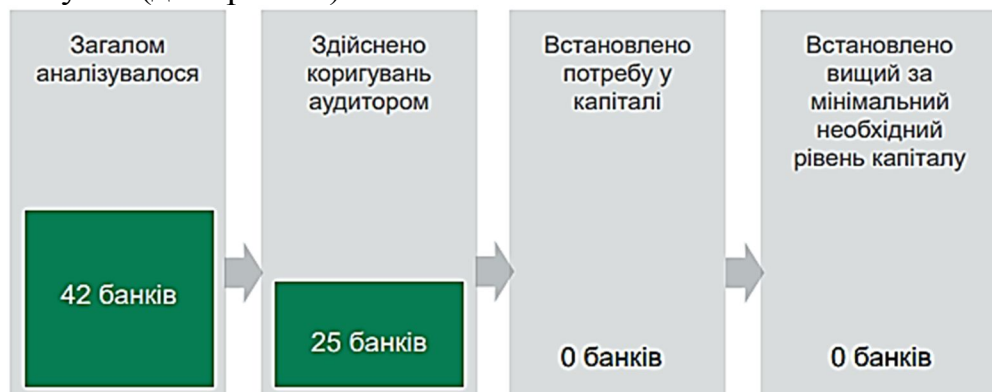 Загалом
аналізувалося
42 банків
Здійснено
коригувань
аудитором
25 банків
Встановлено
потребу у
капіталі
0 банків
Встановлено
вищий за
мінімальний
необхідний
рівень капіталу
0 банків